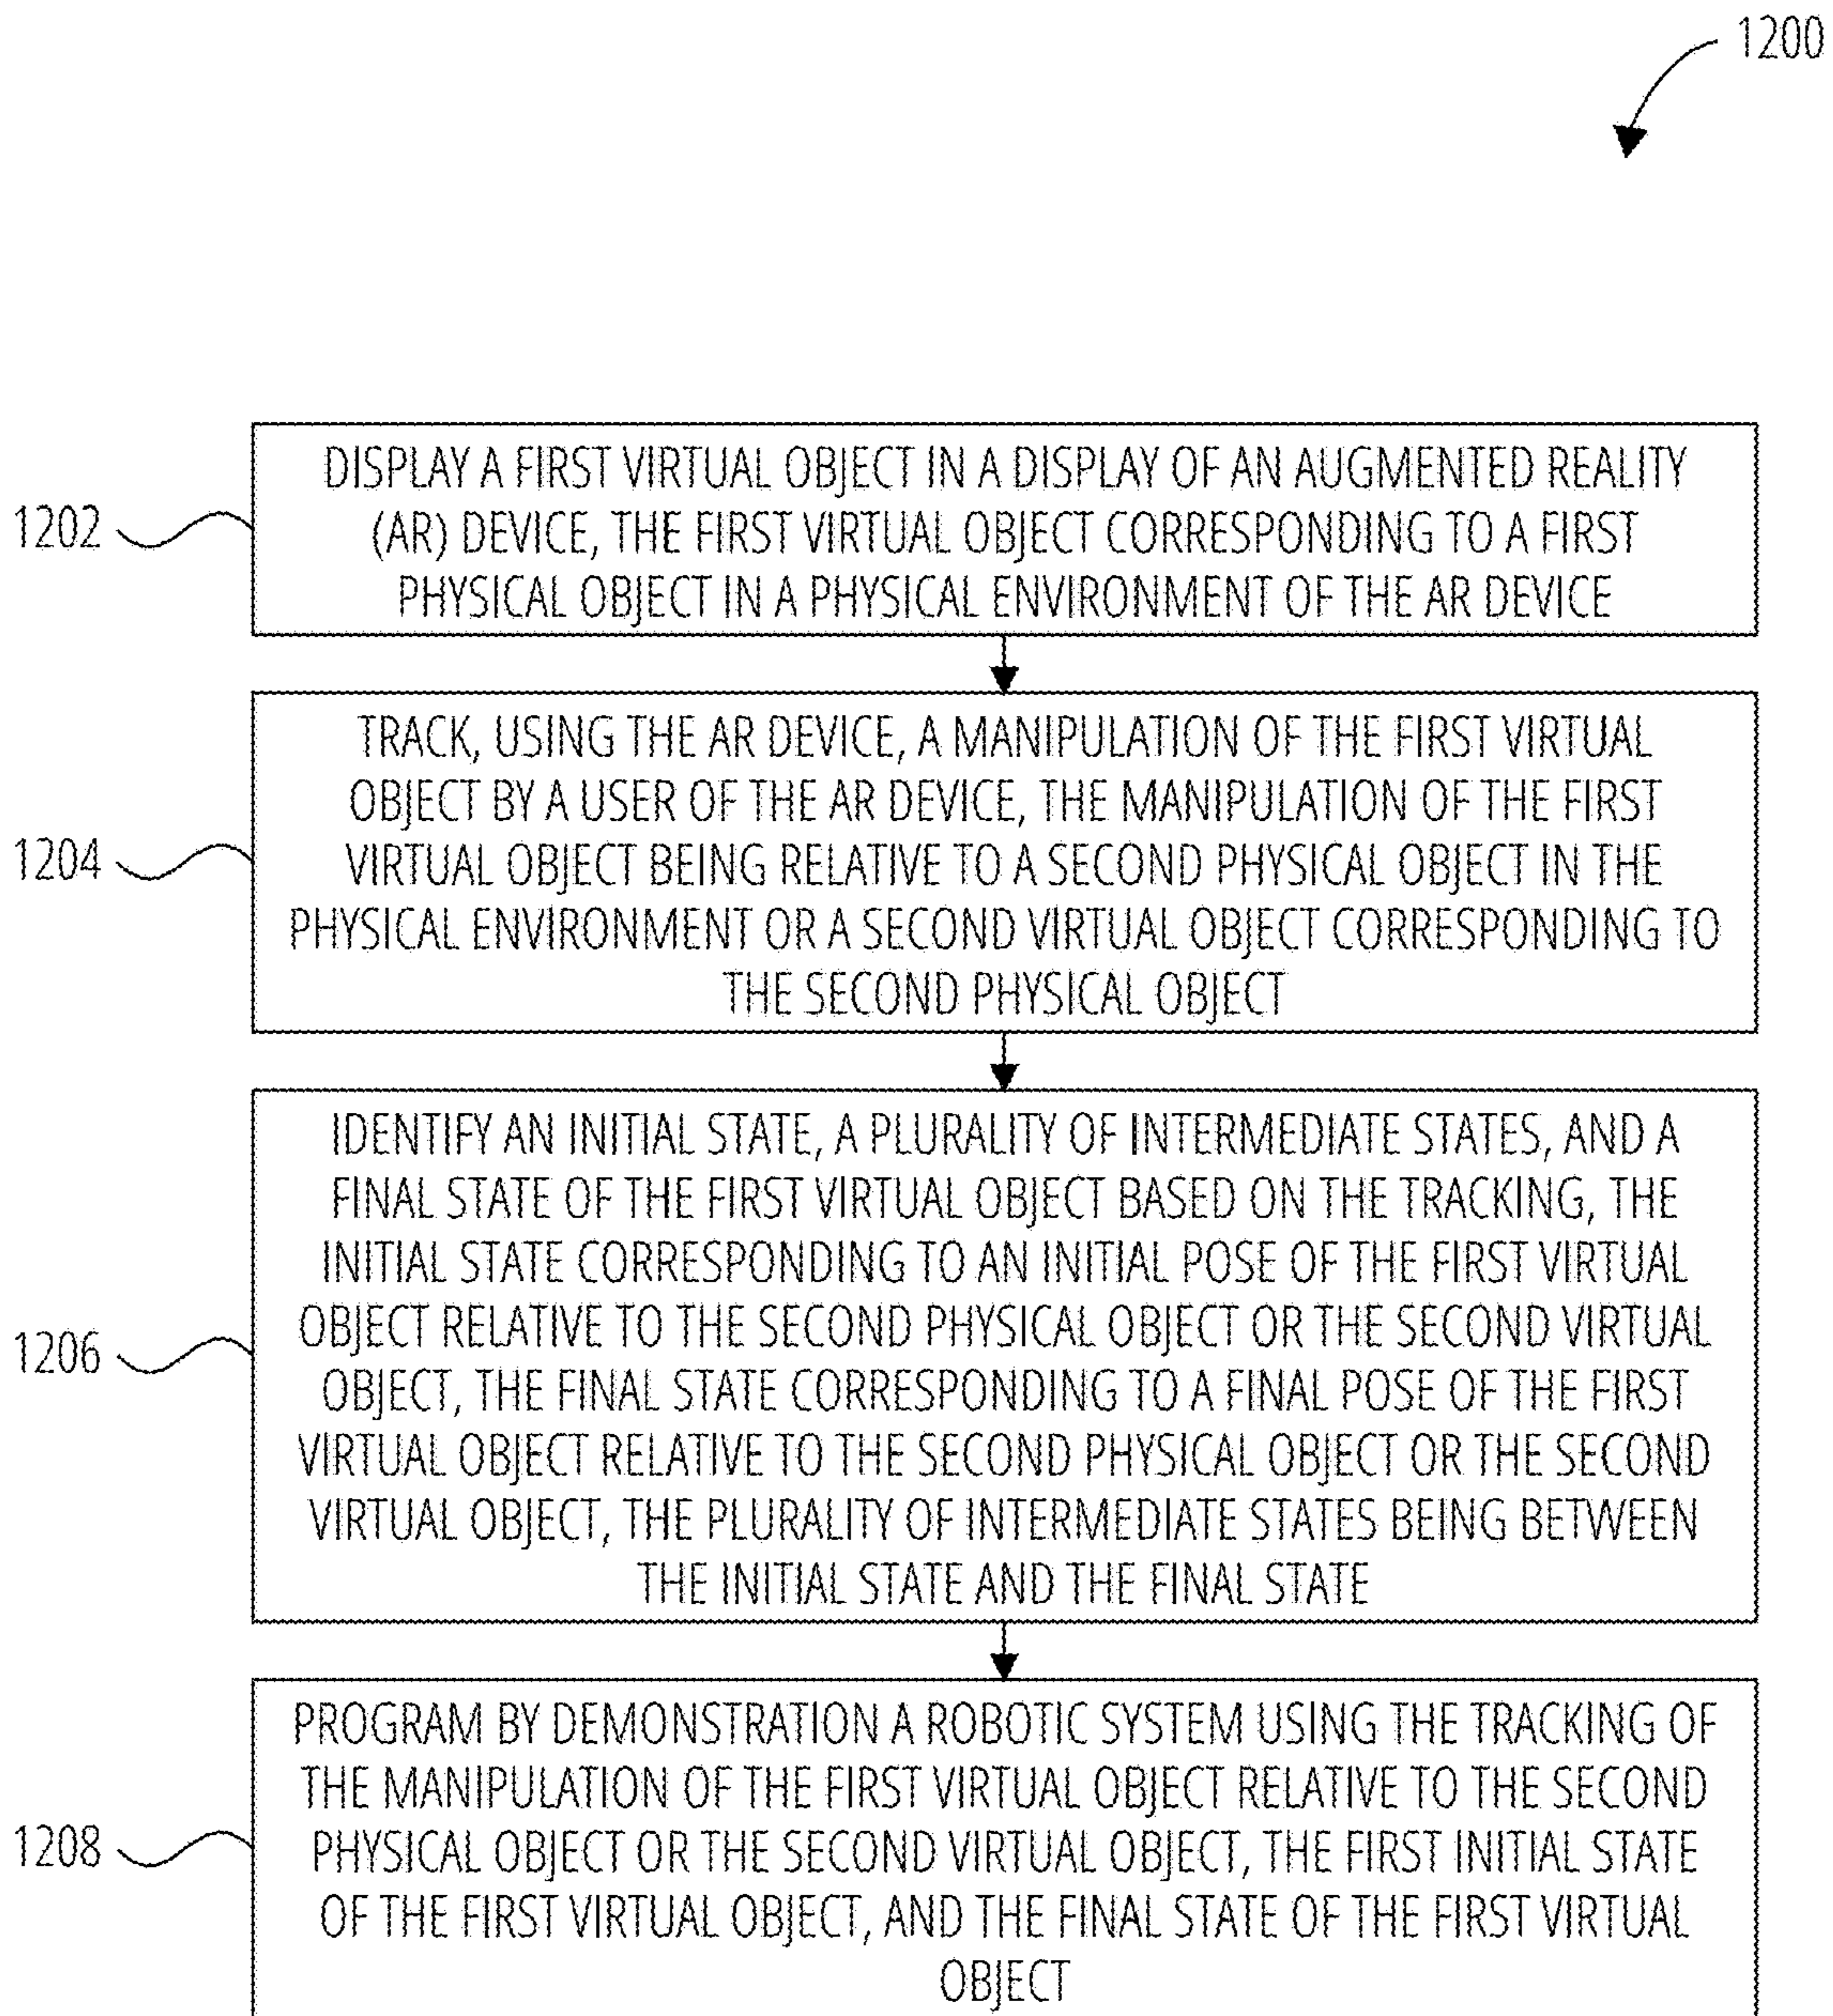 1200
DISPLAY A FIRST VIRTUAL OBJECT IN A DISPLAY OF AN AUGMENTED REALITY
(AR) DEVICE, THE FIRST VIRTUAL OBJECT CORRESPONDING TO A FIRST
PHYSICAL OBJECT IN A PHYSICAL ENVIRONMENT OF THE AR DEVICE
1202
TRACK, USING THE AR DEVICE, A MANIPULATION OF THE FIRST VIRTUAL
OBJECT BY A USER OF THE AR DEVICE, THE MANIPULATION OF THE FIRST
VIRTUAL OBJECT BEING RELATIVE TO A SECOND PHYSICAL OBJECT IN THE
PHYSICAL ENVIRONMENT OR A SECOND VIRTUAL OBJECT CORRESPONDING TO
THE SECOND PHYSICAL OBJECT
1204
IDENTIFY AN INITIAL STATE, A PLURALITY OF INTERMEDIATE STATES, AND A
FINAL STATE OF THE FIRST VIRTUAL OBJECT BASED ON THE TRACKING, THE
INITIAL STATE CORRESPONDING TO AN INITIAL POSE OF THE FIRST VIRTUAL
OBJECT RELATIVE TO THE SECOND PHYSICAL OBJECT OR THE SECOND VIRTUAL
OBJECT, THE FINAL STATE CORRESPONDING TO A FINAL POSE OF THE FIRST
VIRTUAL OBJECT RELATIVE TO THE SECOND PHYSICAL OBJECT OR THE SECOND
VIRTUAL OBJECT, THE PLURALITY OF INTERMEDIATE STATES BEING BETWEEN
THE INITIAL STATE AND THE FINAL STATE
1206
PROGRAM BY DEMONSTRATION A ROBOTIC SYSTEM USING THE TRACKING OF
THE MANIPULATION OF THE FIRST VIRTUAL OBJECT RELATIVE TO THE SECOND
PHYSICAL OBJECT OR THE SECOND VIRTUAL OBJECT, THE FIRST INITIAL STATE
OF THE FIRST VIRTUAL OBJECT, AND THE FINAL STATE OF THE FIRST VIRTUAL
OBJECT
1208